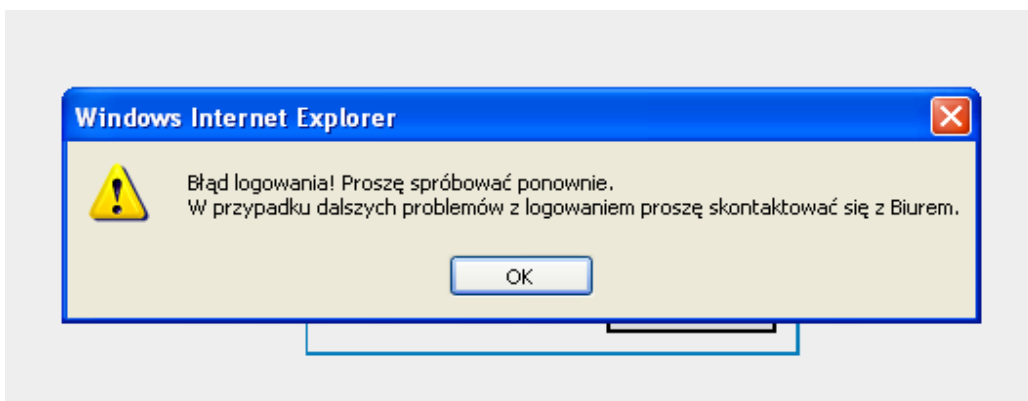 Windows Internet Explorer
Błąd logowania! Proszę spróbować ponownie.
W przypadku dalszych problemów z logowaniem proszę skontaktować się z Biurem.
OK